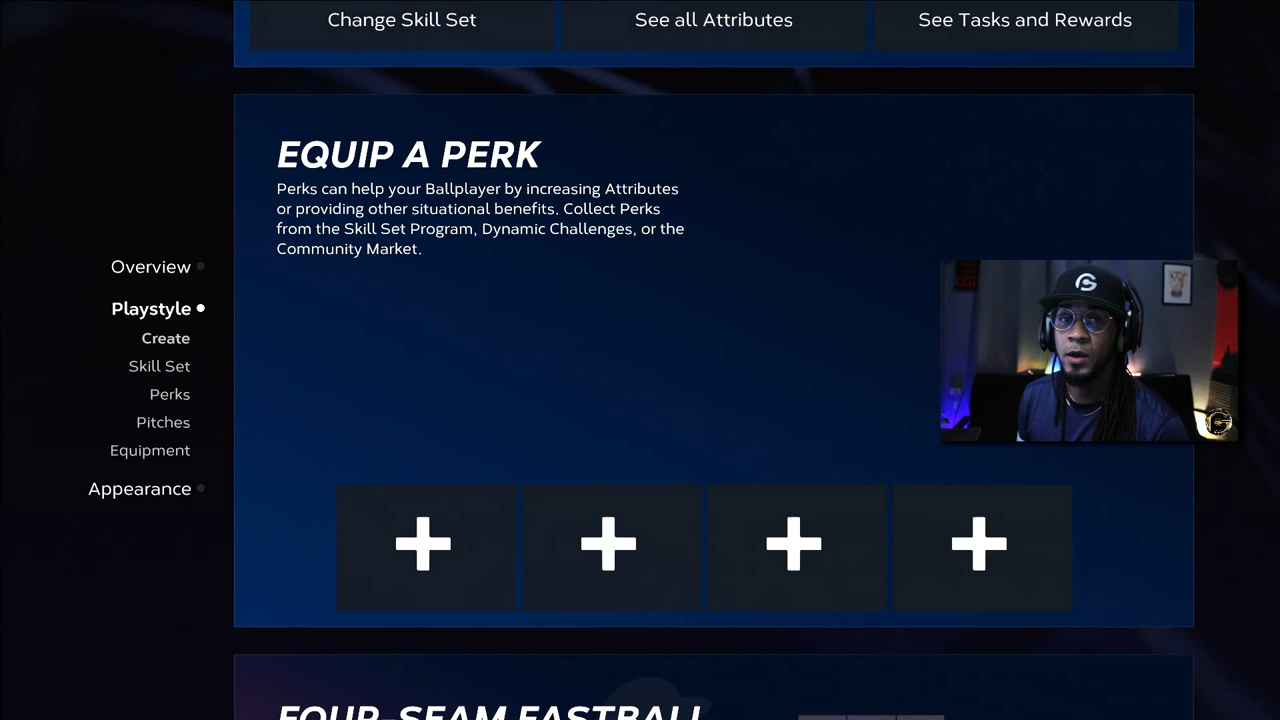 Change Skill Set
See all Attributes
See Tasks and Rewards
EQUIP A PERK
Perks can help your Ballplayer by increasing Attributes
or providing other situational benefits. Collect Perks
from the Skill Set Program, Dynamic Challenges, or the
Community Market.
Overview
Playstyle
Create
Skill Set
Perks
Pitches
Equipment
Appearance
FOUR-SEAM FASTBALL